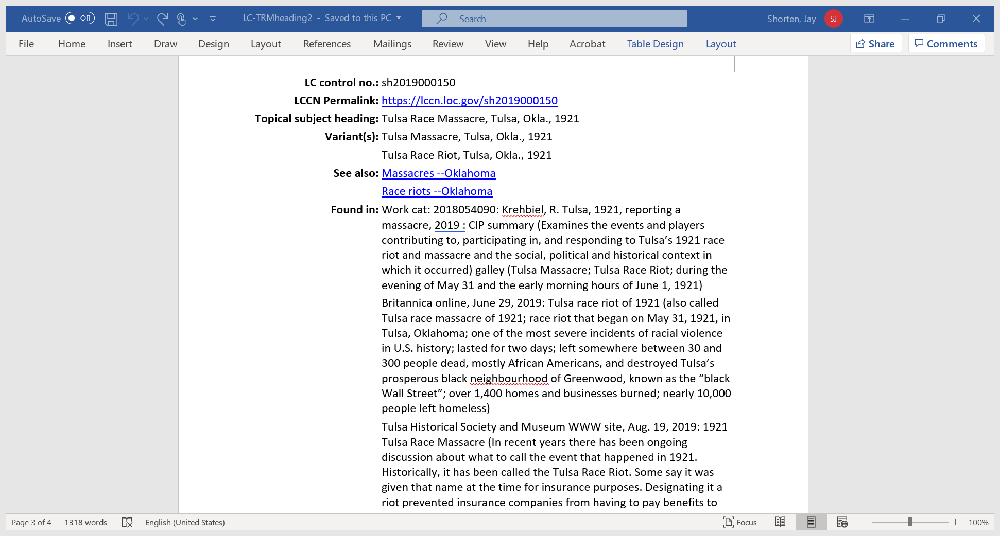 AutoSave Off LC-TRMheading2 - Saved to this PC Search Shorten, Jay SJ
File Home Insert Draw Design Layout References Mailings Review View Help Acrobat Table Design Layout Share Comments
LC control no.: sh2019000150
LCCN Permalink: https://lccn.loc.gov/sh2019000150
Topical subject heading: Tulsa Race Massacre, Tulsa, Okla., 1921
Variant(s): Tulsa Massacre, Tulsa, Okla., 1921
Tulsa Race Riot, Tulsa, Okla., 1921
See also: Massacres --Oklahoma
Race riots --Oklahoma
Found in: Work cat: 2018054090: Krehbiel, R. Tulsa, 1921, reporting a
massacre, 2019 : CIP summary (Examines the events and players
contributing to, participating in, and responding to Tulsa’s 1921 race
riot and massacre and the social, political and historical context in
which it occurred) galley (Tulsa Massacre; Tulsa Race Riot; during the
evening of May 31 and the early morning hours of June 1, 1921)
Britannica online, June 29, 2019: Tulsa race riot of 1921 (also called
Tulsa race massacre of 1921; race riot that began on May 31, 1921, in
Tulsa, Oklahoma; one of the most severe incidents of racial violence
in U.S. history; lasted for two days; left somewhere between 30 and
300 people dead, mostly African Americans, and destroyed Tulsa’s
prosperous black neighbourhood of Greenwood, known as the “black
Wall Street”; over 1,400 homes and businesses burned; nearly 10,000
people left homeless)
Tulsa Historical Society and Museum WWW site, Aug. 19, 2019: 1921
Tulsa Race Massacre (In recent years there has been ongoing
discussion about what to call the event that happened in 1921.
Historically, it has been called the Tulsa Race Riot. Some say it was
given that name at the time for insurance purposes. Designating it a
riot prevented insurance companies from having to pay benefits to
Page 3 of 4 1318 words English (United States) Focus 100%